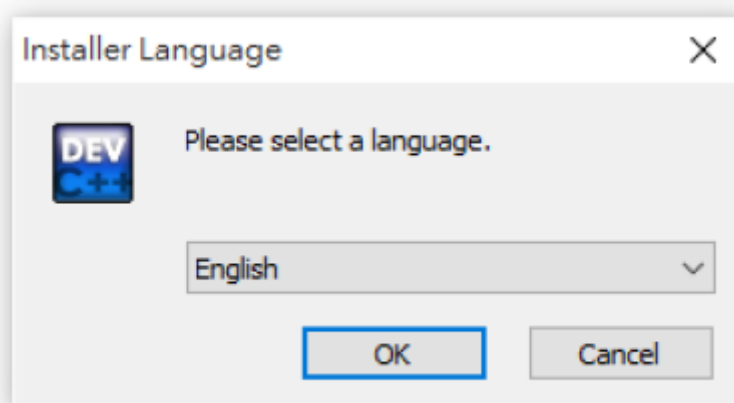 Installer Language
DEV
C++
Please select a language.
English
OK
Cancel